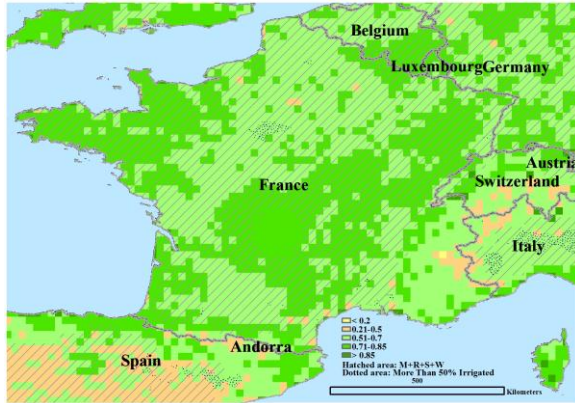 Belgium
LuxembourgGermany
Austria
Switzerland
France
Italy
< 0.2
0.21-0.5
0.51-0.7
0.71-0.85
> 0.85
Andorra
Spain
Hatched area: M+R+S+W
Dotted area: More Than 50% Irrigated
500
Kilometers